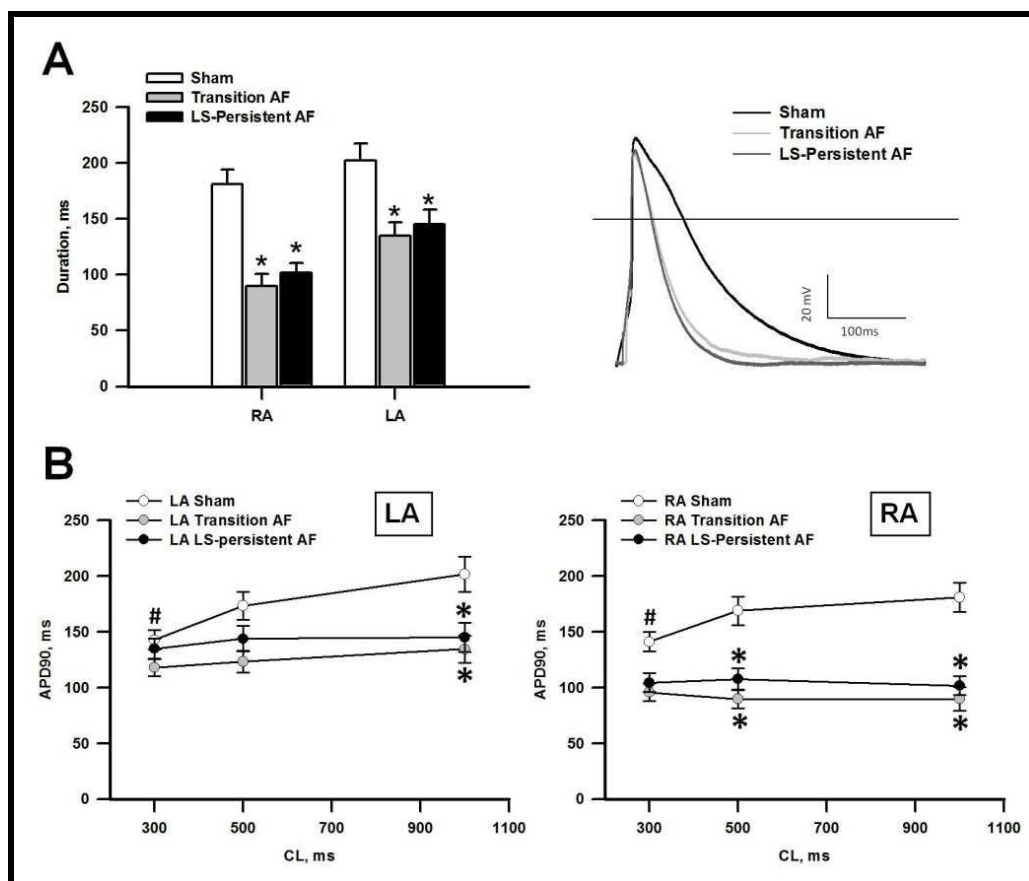 A
Sham
Transition AF
LS-Persistent AF
250
200
150
100
50
0
Duration, ms
* * * *
RA LA
Sham
Transition AF
LS-Persistent AF
20 mV
100ms
B
LA Sham
LA Transition AF
LA LS-persistent AF
LA
250
200
150
100
50
0
APD90, ms
#
*
*
300 500 700 900 1100
CL, ms
RA Sham
RA Transition AF
RA LS-Persistent AF
RA
250
200
150
100
50
0
APD90, ms
#
* *
* *
300 500 700 900 1100
CL, ms